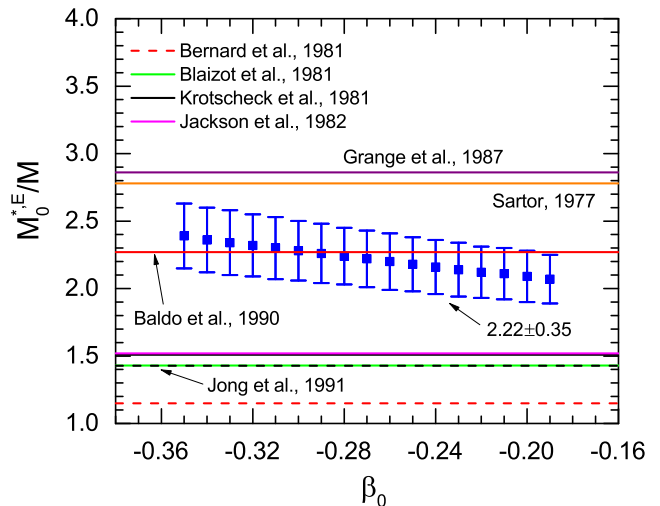 4.0
3.5
3.0
2.5
2.0
1.5
1.0
M0*,E/M
Bernard et al., 1981
Blaizot et al., 1981
Krotscheck et al., 1981
Jackson et al., 1982
Grange et al., 1987
Sartor, 1977
Baldo et al., 1990
2.22±0.35
Jong et al., 1991
-0.36 -0.32 -0.28 -0.24 -0.20 -0.16
β0